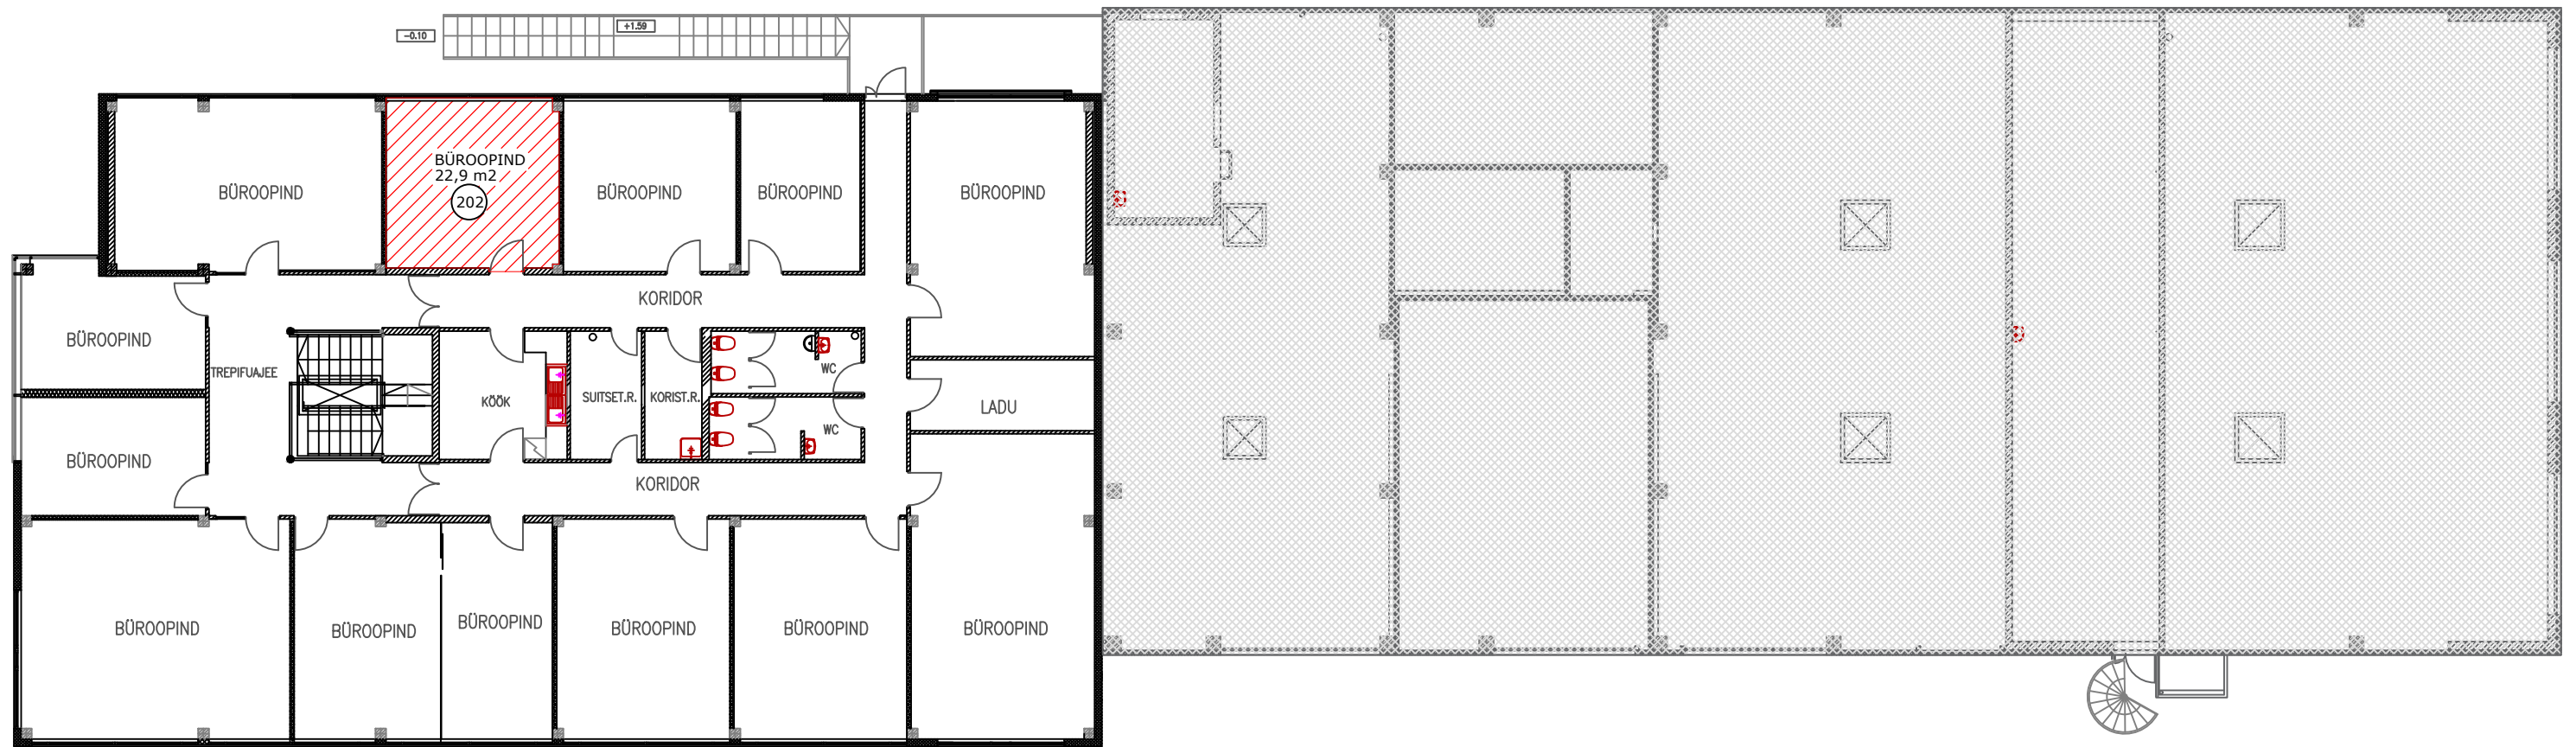 +1.59
-0.10
BÜROOPIND
22,9 m2
202
BÜROOPIND
BÜROOPIND
BÜROOPIND
BÜROOPIND
KORIDOR
BÜROOPIND
TREPIFUAJEE
WC
KÖÖK
SUITSET.R.
KORIST.R.
LADU
WC
BÜROOPIND
KORIDOR
BÜROOPIND
BÜROOPIND
BÜROOPIND
BÜROOPIND
BÜROOPIND
BÜROOPIND